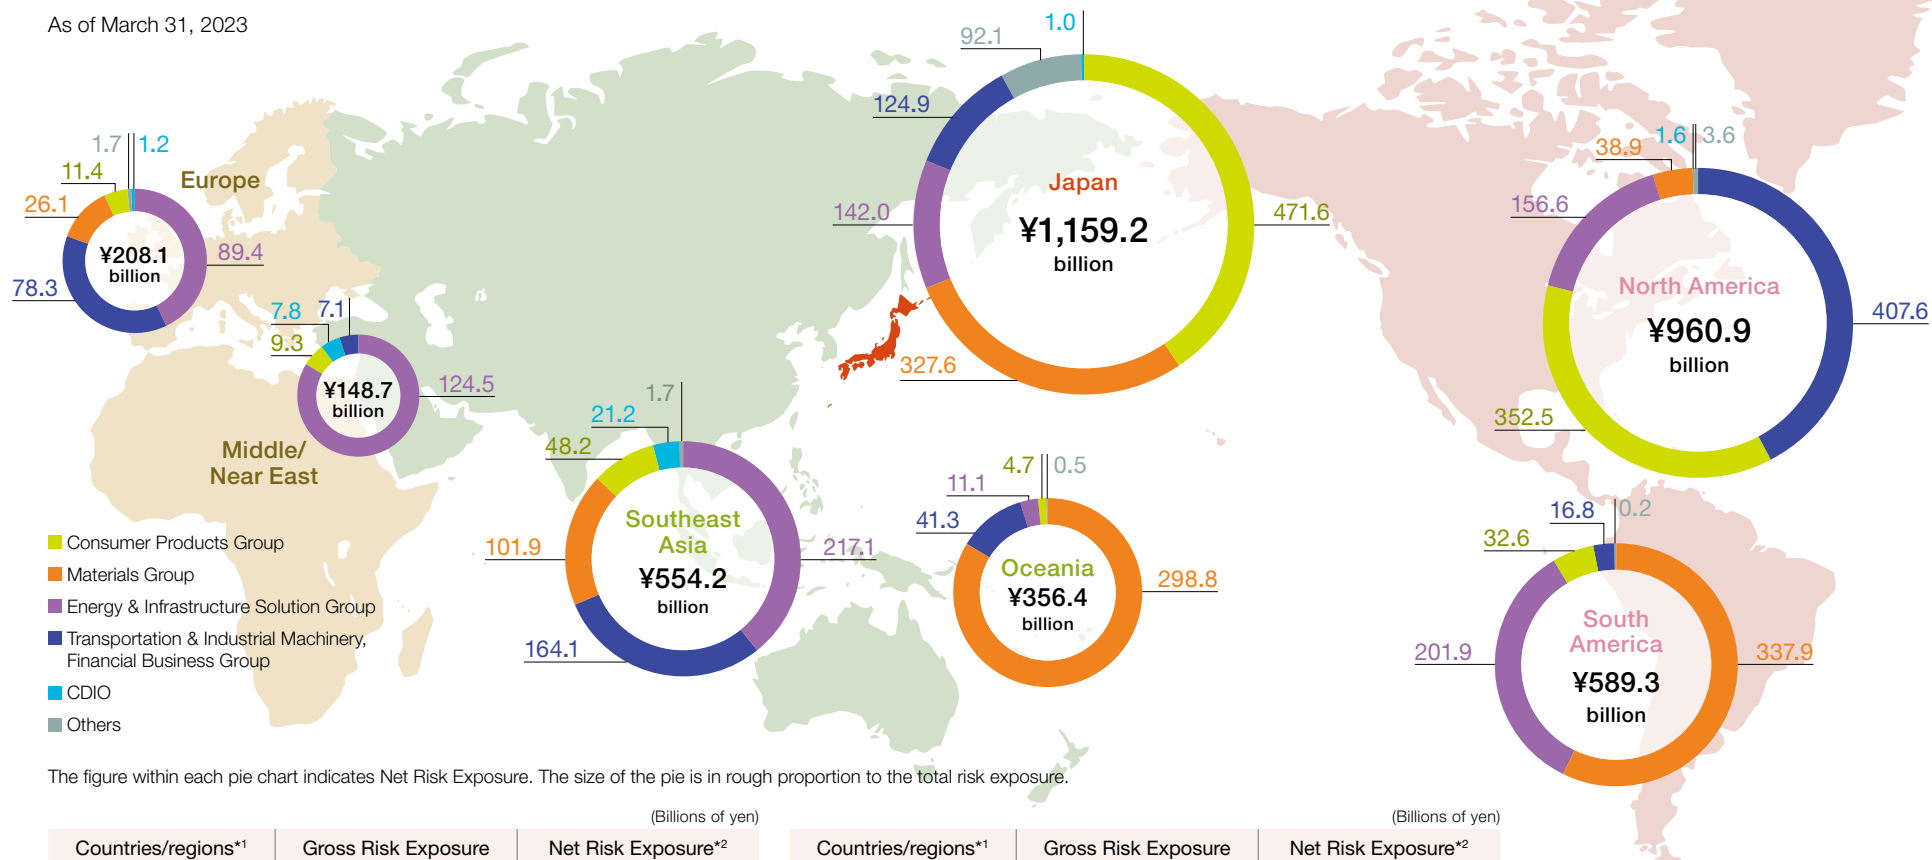 As of March 31, 2023
1.7
1.2
11.4
Europe
26.1
¥208.1
billion
89.4
78.3
7.8
7.1
9.3
¥148.7
billion
124.5
Middle/
Near East
1.0
92.1
124.9
Japan
142.0
471.6
¥1,159.2
billion
327.6
1.6
3.6
38.9
156.6
North America
407.6
¥960.9
billion
352.5
1.7
21.2
48.2
Southeast
Asia
101.9
217.1
¥554.2
billion
164.1
4.7
0.5
11.1
41.3
Oceania
298.8
¥356.4
billion
16.8
0.2
32.6
South
America
201.9
337.9
¥589.3
billion
Consumer Products Group
Materials Group
Energy & Infrastructure Solution Group
Transportation & Industrial Machinery,
Financial Business Group
CDIO
Others
The figure within each pie chart indicates Net Risk Exposure. The size of the pie is in rough proportion to the total risk exposure.
(Billions of yen)
Countries/regions*1 Gross Risk Exposure Net Risk Exposure*2
(Billions of yen)
Countries/regions*1 Gross Risk Exposure Net Risk Exposure*2